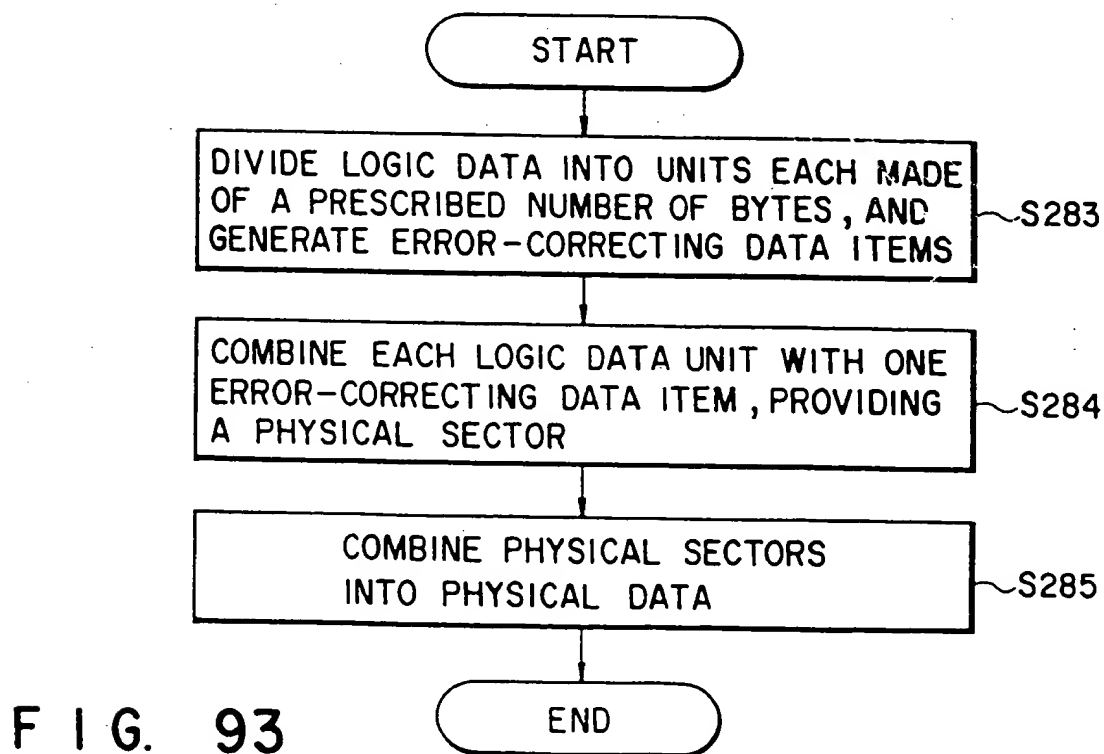 START
DIVIDE LOGIC DATA INTO UNITS EACH MADE
OF A PRESCRIBED NUMBER OF BYTES, AND
GENERATE ERROR-CORRECTING DATA ITEMS
S283
COMBINE EACH LOGIC DATA UNIT WITH ONE
ERROR-CORRECTING DATA ITEM, PROVIDING
A PHYSICAL SECTOR
S284
COMBINE PHYSICAL SECTORS
INTO PHYSICAL DATA
S285
END
FIG. 93